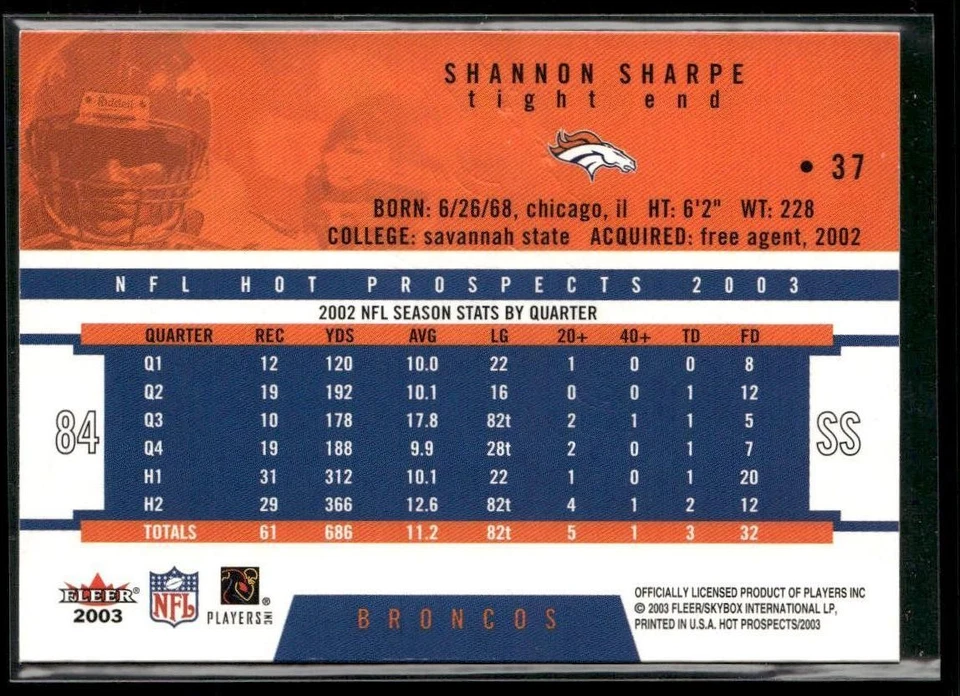 Riddell
SHANNON SHARPE
tight end
• 37
BORN: 6/26/68, chicago, il HT: 6'2" WT: 228
COLLEGE: savannah state ACQUIRED: free agent, 2002
NFL HOT PROSPECTS 2003
2002 NFL SEASON STATS BY QUARTER
QUARTER REC YDS AVG LG 20+ 40+ TD FD
Q1 12 120 10.0 22 1 0 0 8
Q2 19 192 10.1 16 0 0 1 12
Q3 10 178 17.8 82t 2 1 1 5
Q4 19 188 9.9 28t 2 0 1 7
H1 31 312 10.1 22 1 0 1 20
H2 29 366 12.6 82t 4 1 2 12
TOTALS 61 686 11.2 82t 5 1 3 32
84
SS
FLEER®
2003
NFL
PLAYERS INC ®
BRONCOS
OFFICIALLY LICENSED PRODUCT OF PLAYERS INC
© 2003 FLEER/SKYBOX INTERNATIONAL LP,
PRINTED IN U.S.A. HOT PROSPECTS/2003